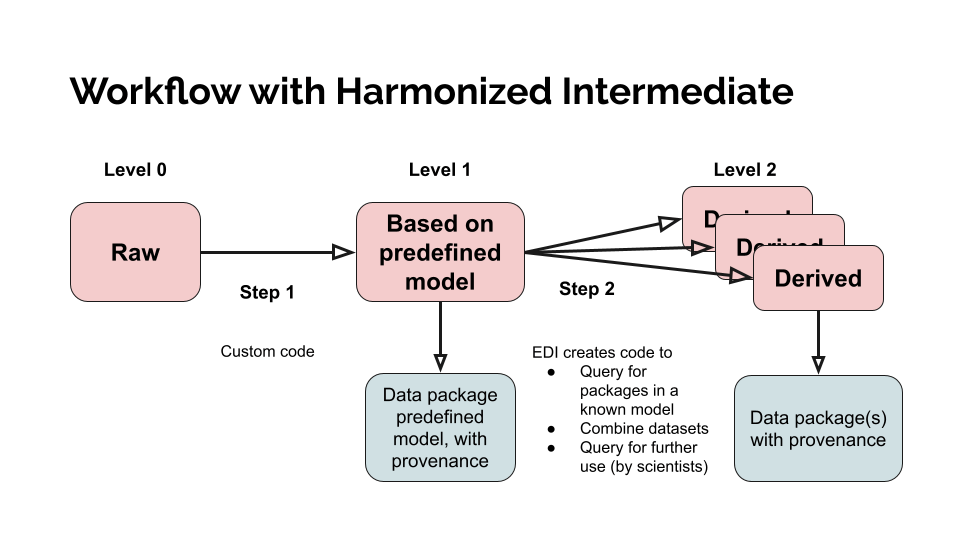 Workflow with Harmonized Intermediate
Level 0
Level 1
Level 2
Raw
Based on
predefined
model
Derived
Derived
Derived
Step 1
Step 2
Custom code
EDI creates code to
● Query for
packages in a
known model
● Combine datasets
● Query for further
use (by scientists)
Data package
predefined
model, with
provenance
Data package(s)
with provenance